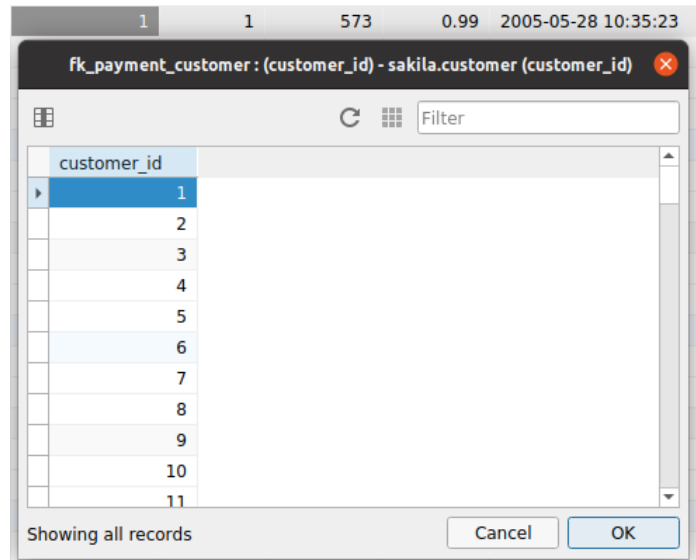 1 1 573 0.99 2005-05-28 10:35:23
fk_payment_customer : (customer_id) - sakila.customer (customer_id)
Filter
customer_id
1
2
3
4
5
6
7
8
9
10
11
Showing all records Cancel OK